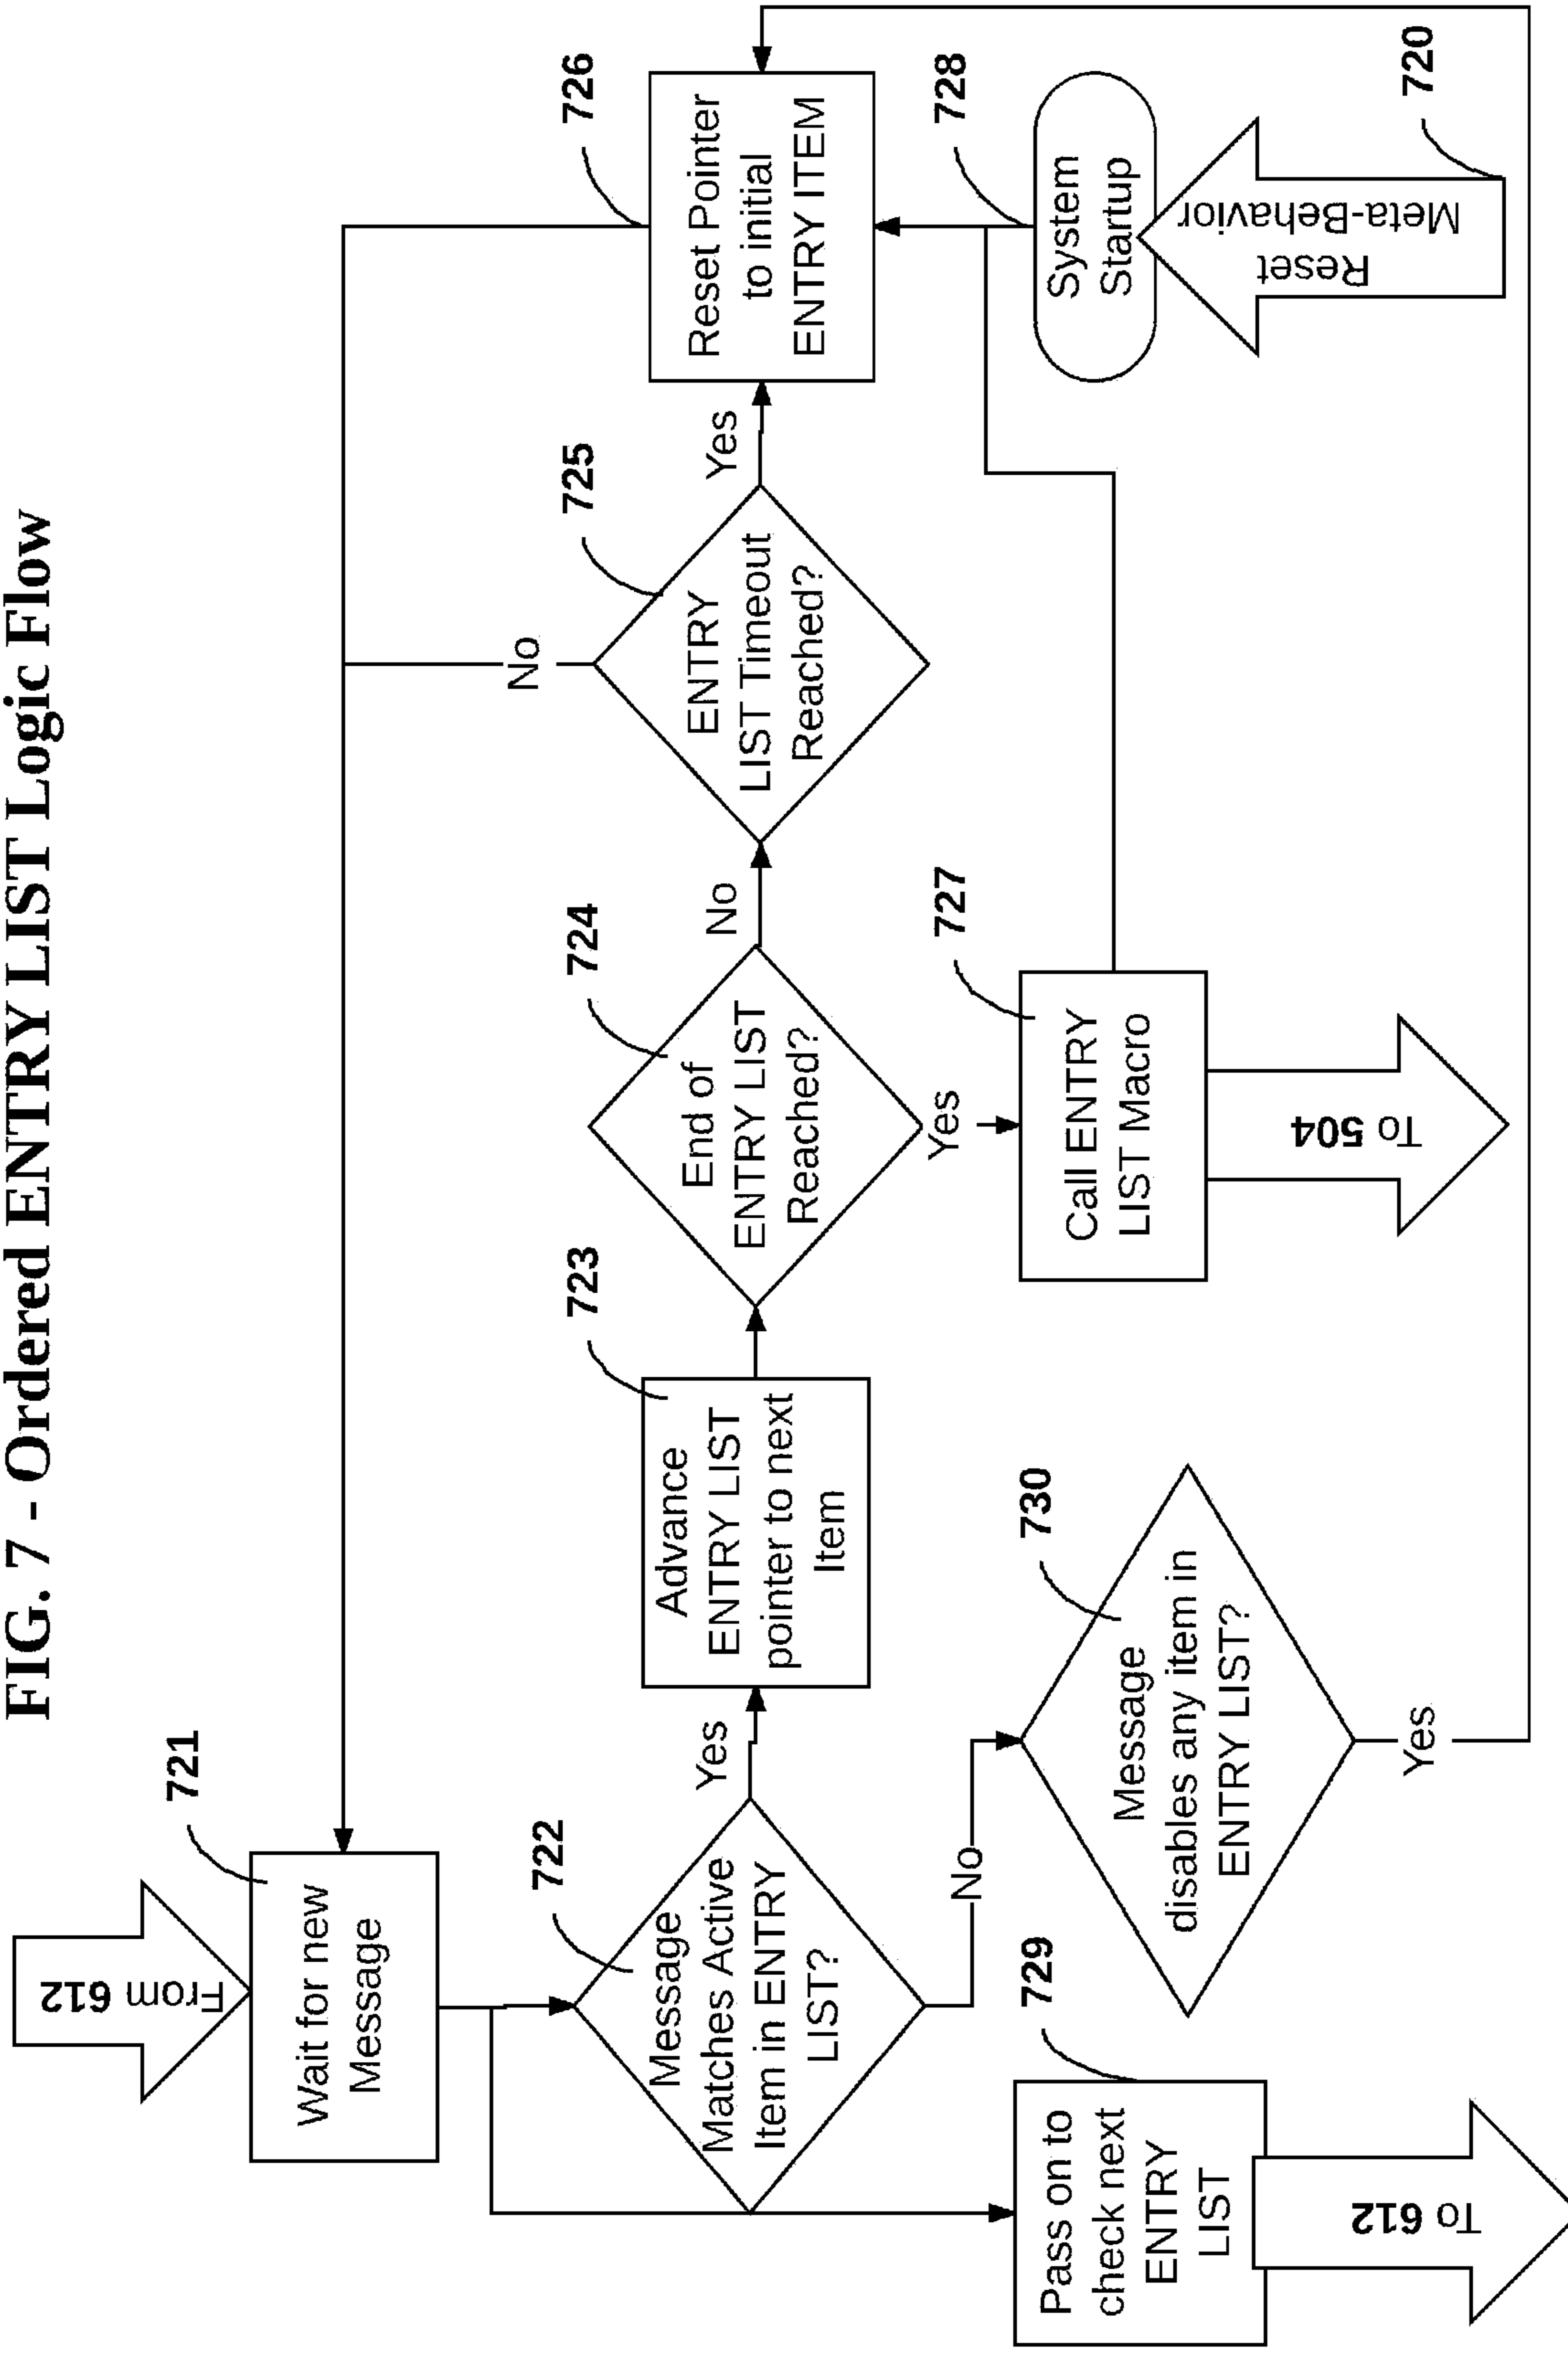 FIG. 7 - Ordered ENTRY LIST Logic Flow
From 612
721
Wait for new
Message
722
Message
Matches Active
Item in ENTRY
LIST?
Yes
No
723
Advance
ENTRY LIST
pointer to next
Item
724
End of
ENTRY LIST
Reached?
No
Yes
725
ENTRY
LIST Timeout
Reached?
No
Yes
726
Reset Pointer
to initial
ENTRY ITEM
727
Call ENTRY
LIST Macro
To 504
728
System
Startup
Reset
Meta-Behavior
720
729
Pass on to
check next
ENTRY
LIST
To 612
730
Message
disables any item in
ENTRY LIST?
Yes